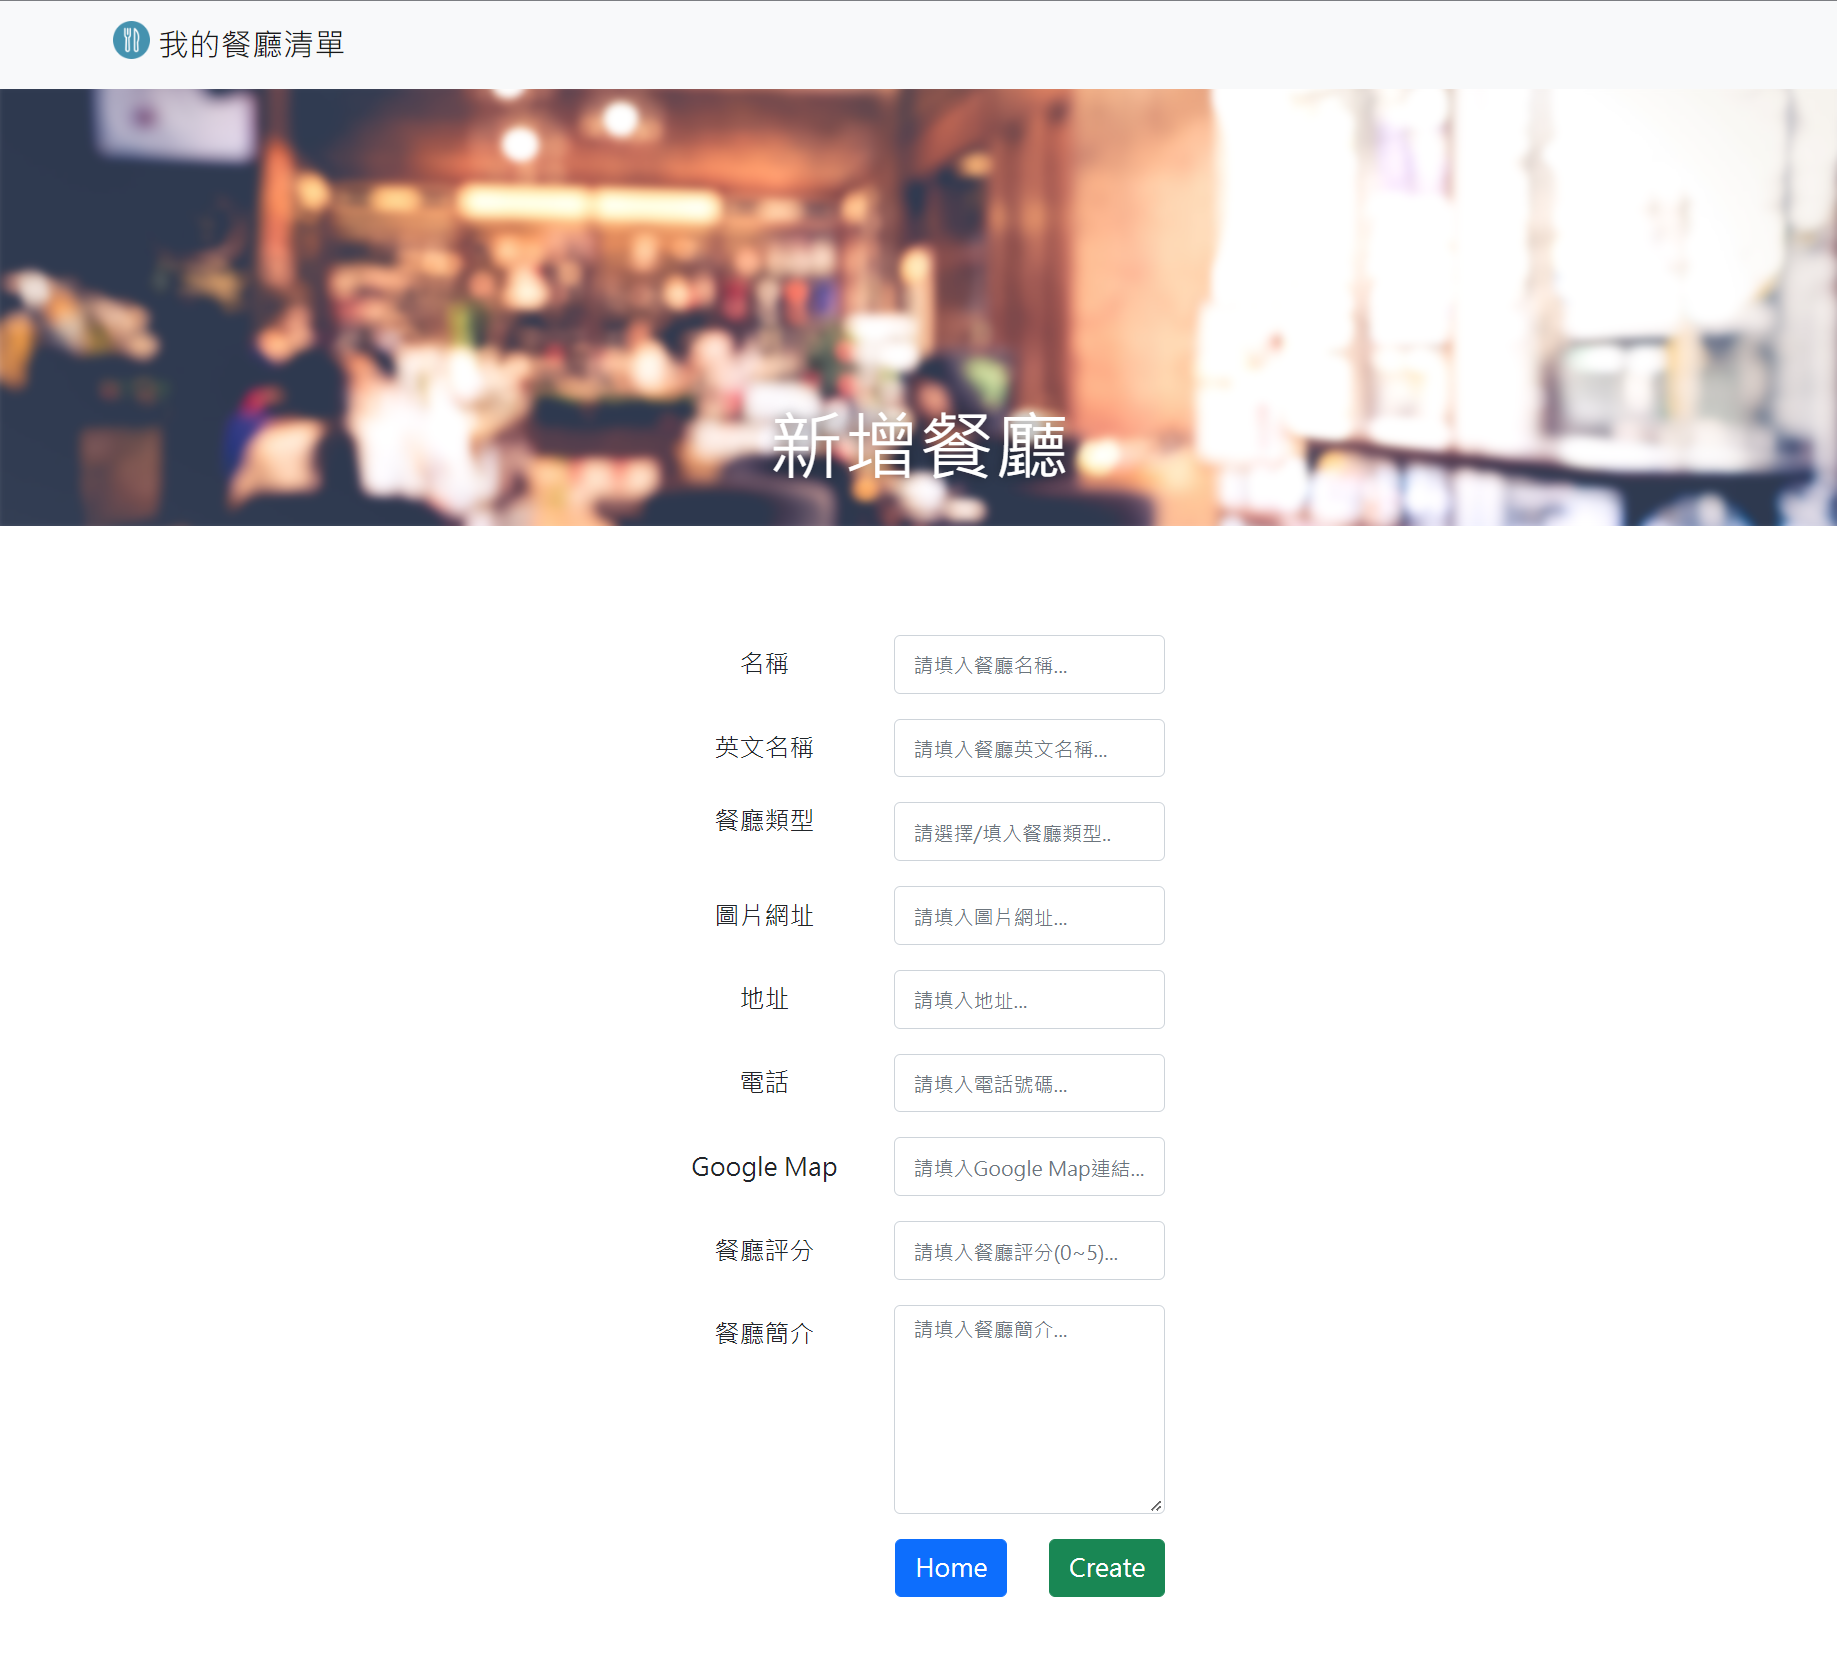 我的餐廳清單
新增餐廳
名稱
請填入餐廳名稱...
英文名稱
請填入餐廳英文名稱...
餐廳類型
請選擇/填入餐廳類型..
圖片網址
請填入圖片網址...
地址
請填入地址...
電話
請填入電話號碼...
Google Map
請填入Google Map連結...
餐廳評分
請填入餐廳評分(0~5)...
餐廳簡介
請填入餐廳簡介...
Home
Create